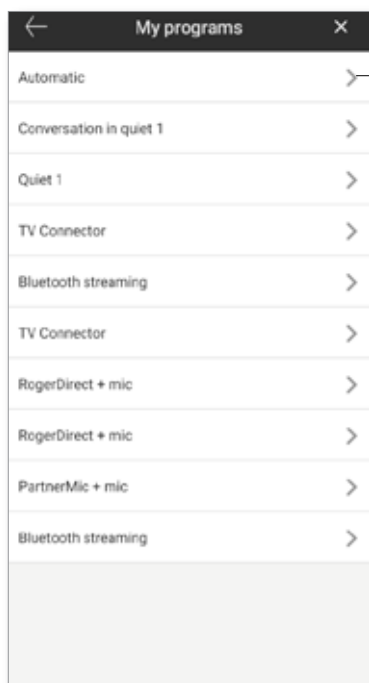 My programs
Automatic
Conversation in quiet 1
Quiet 1
TV Connector
Bluetooth streaming
TV Connector
RogerDirect + mic
RogerDirect + mic
PartnerMic + mic
Bluetooth streaming